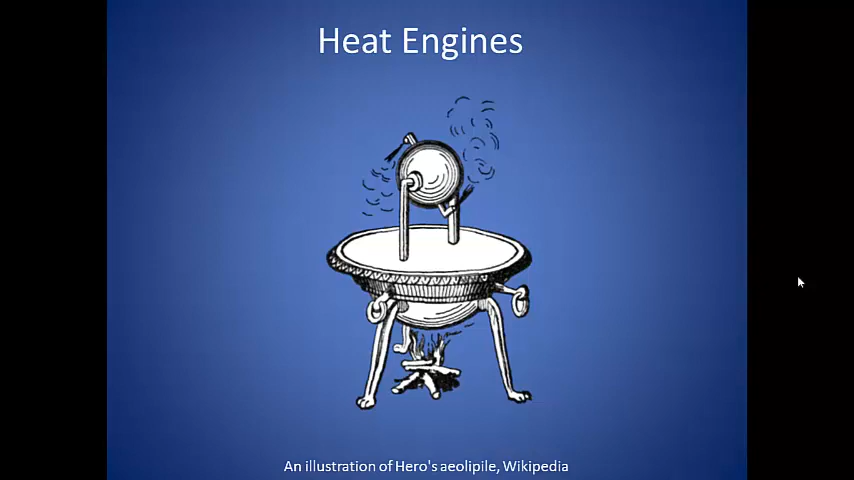 Heat Engines
An illustration of Hero's aeolipile, Wikipedia